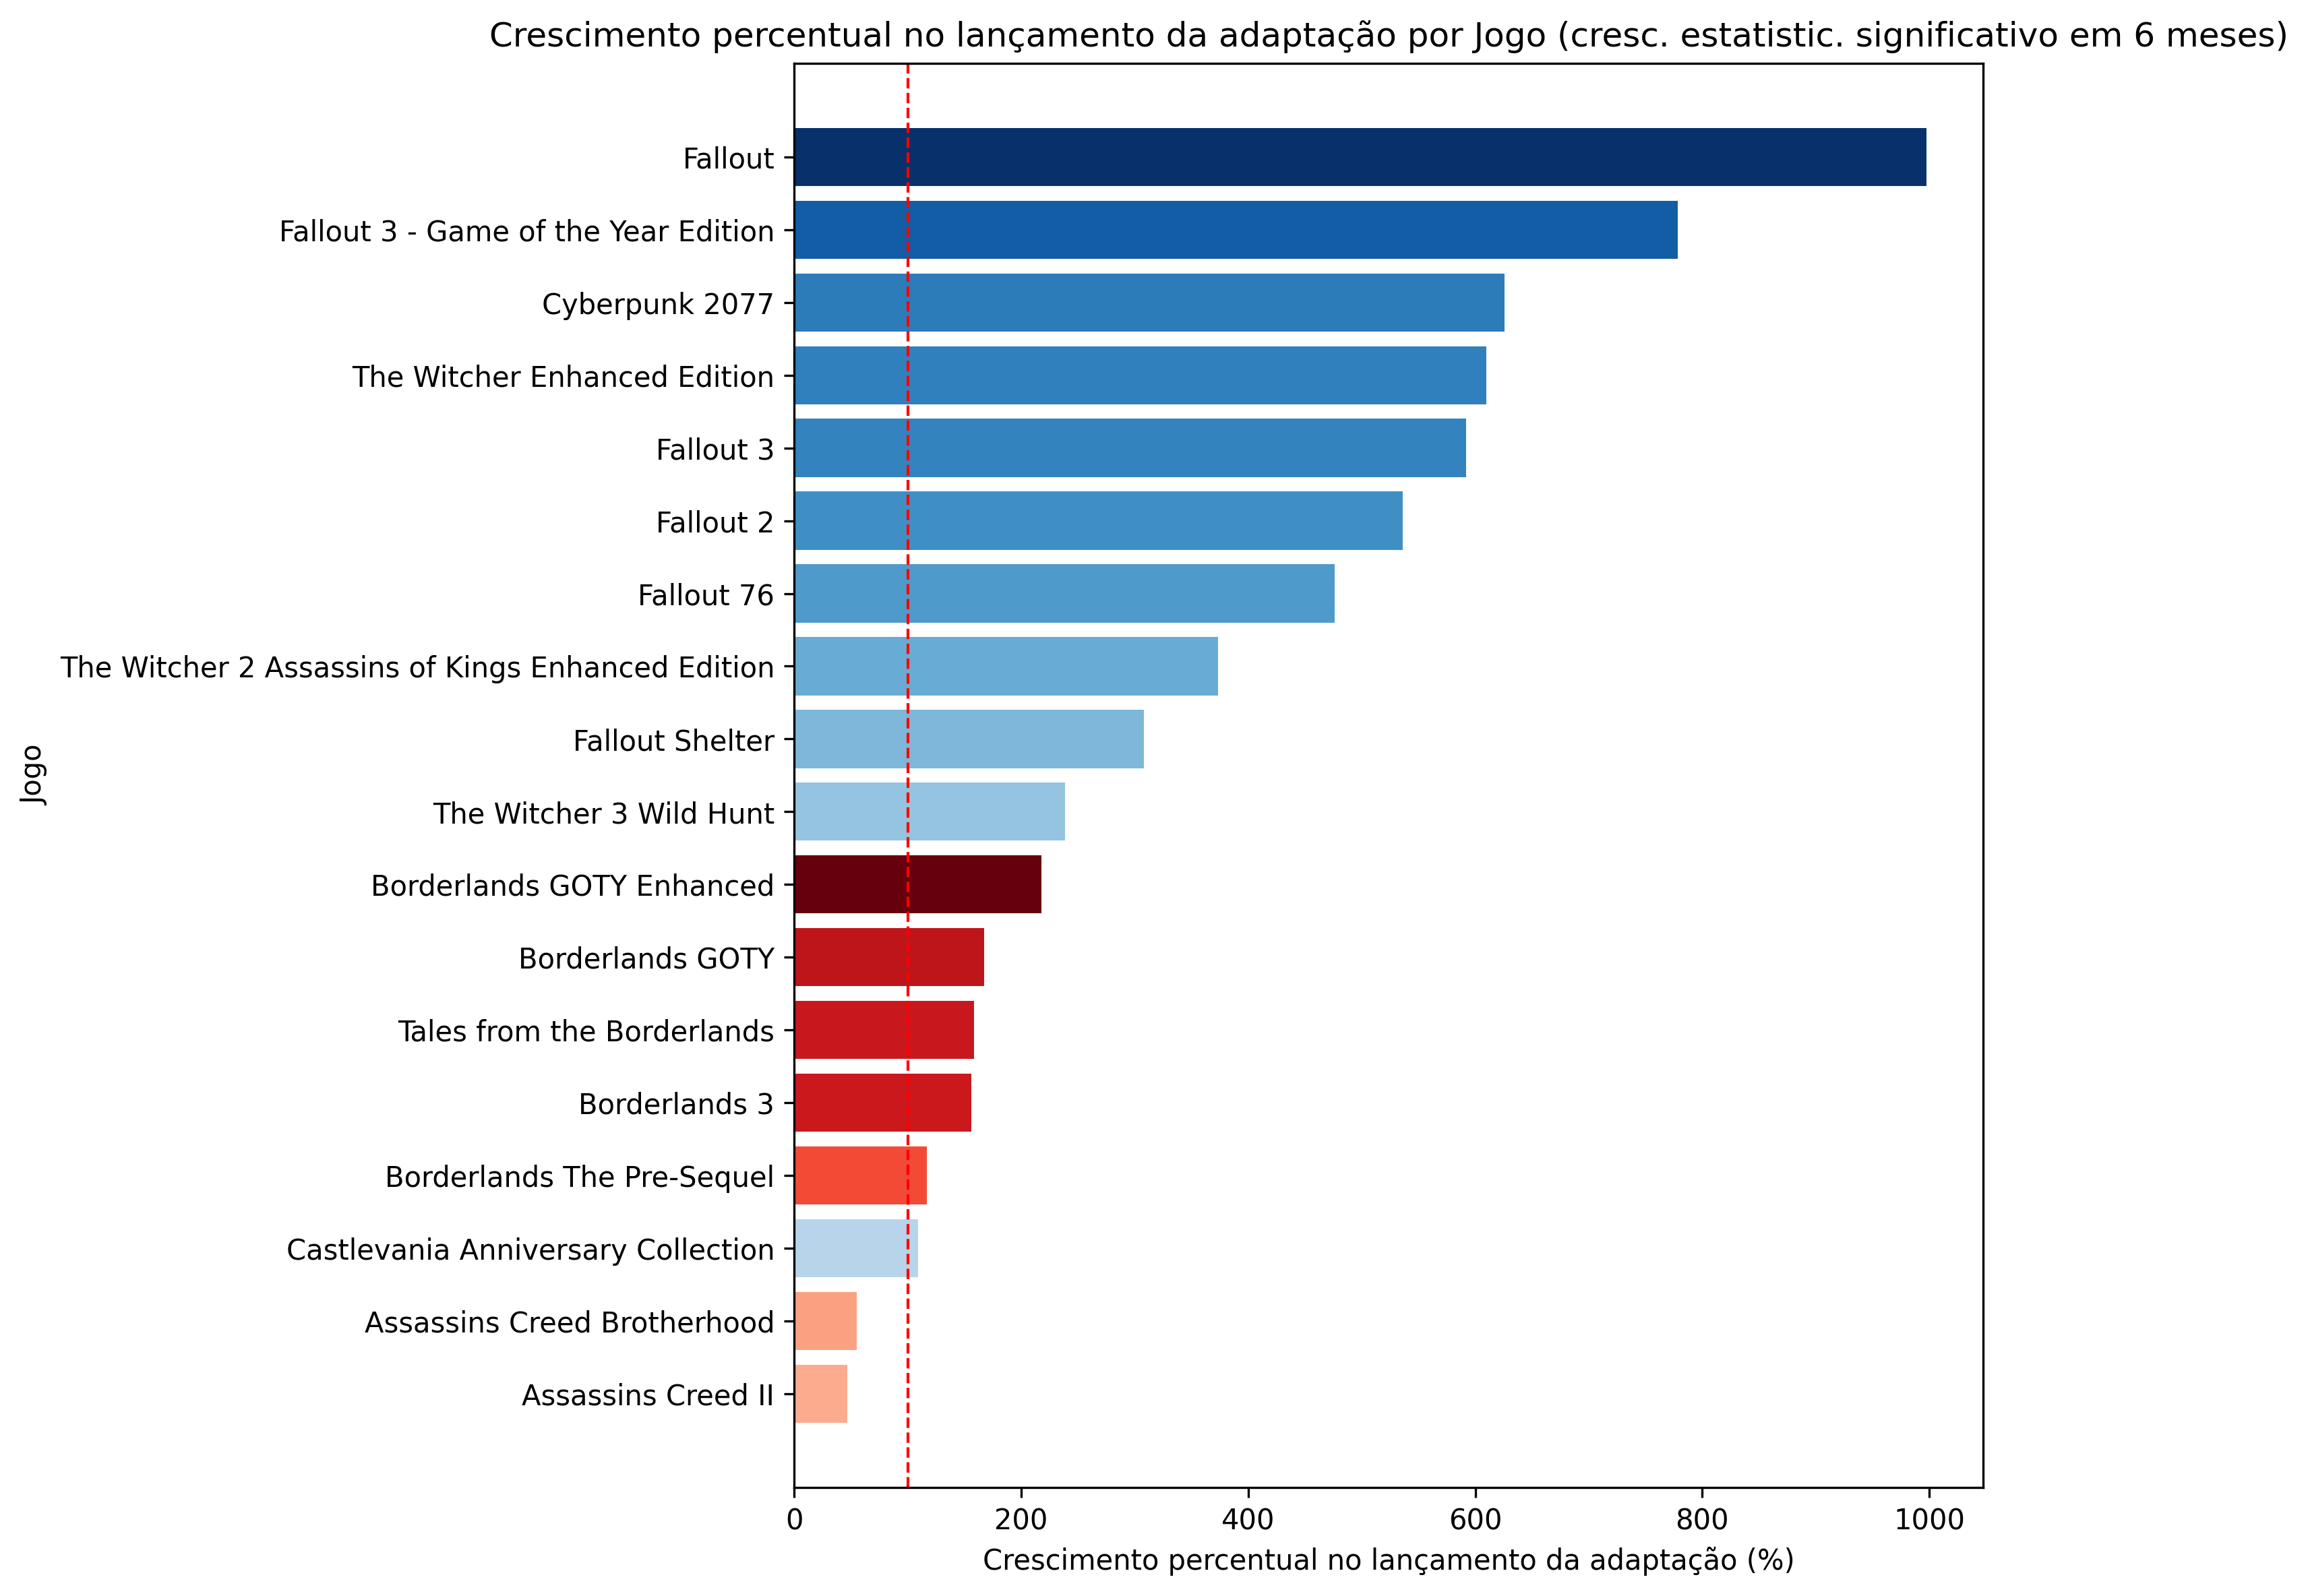 Crescimento percentual no lançamento da adaptação por Jogo (cresc. estatistic. significativo em 6 meses)
Jogo
Fallout
Fallout 3 - Game of the Year Edition
Cyberpunk 2077
The Witcher Enhanced Edition
Fallout 3
Fallout 2
Fallout 76
The Witcher 2 Assassins of Kings Enhanced Edition
Fallout Shelter
The Witcher 3 Wild Hunt
Borderlands GOTY Enhanced
Borderlands GOTY
Tales from the Borderlands
Borderlands 3
Borderlands The Pre-Sequel
Castlevania Anniversary Collection
Assassins Creed Brotherhood
Assassins Creed II
0 200 400 600 800 1000
Crescimento percentual no lançamento da adaptação (%)